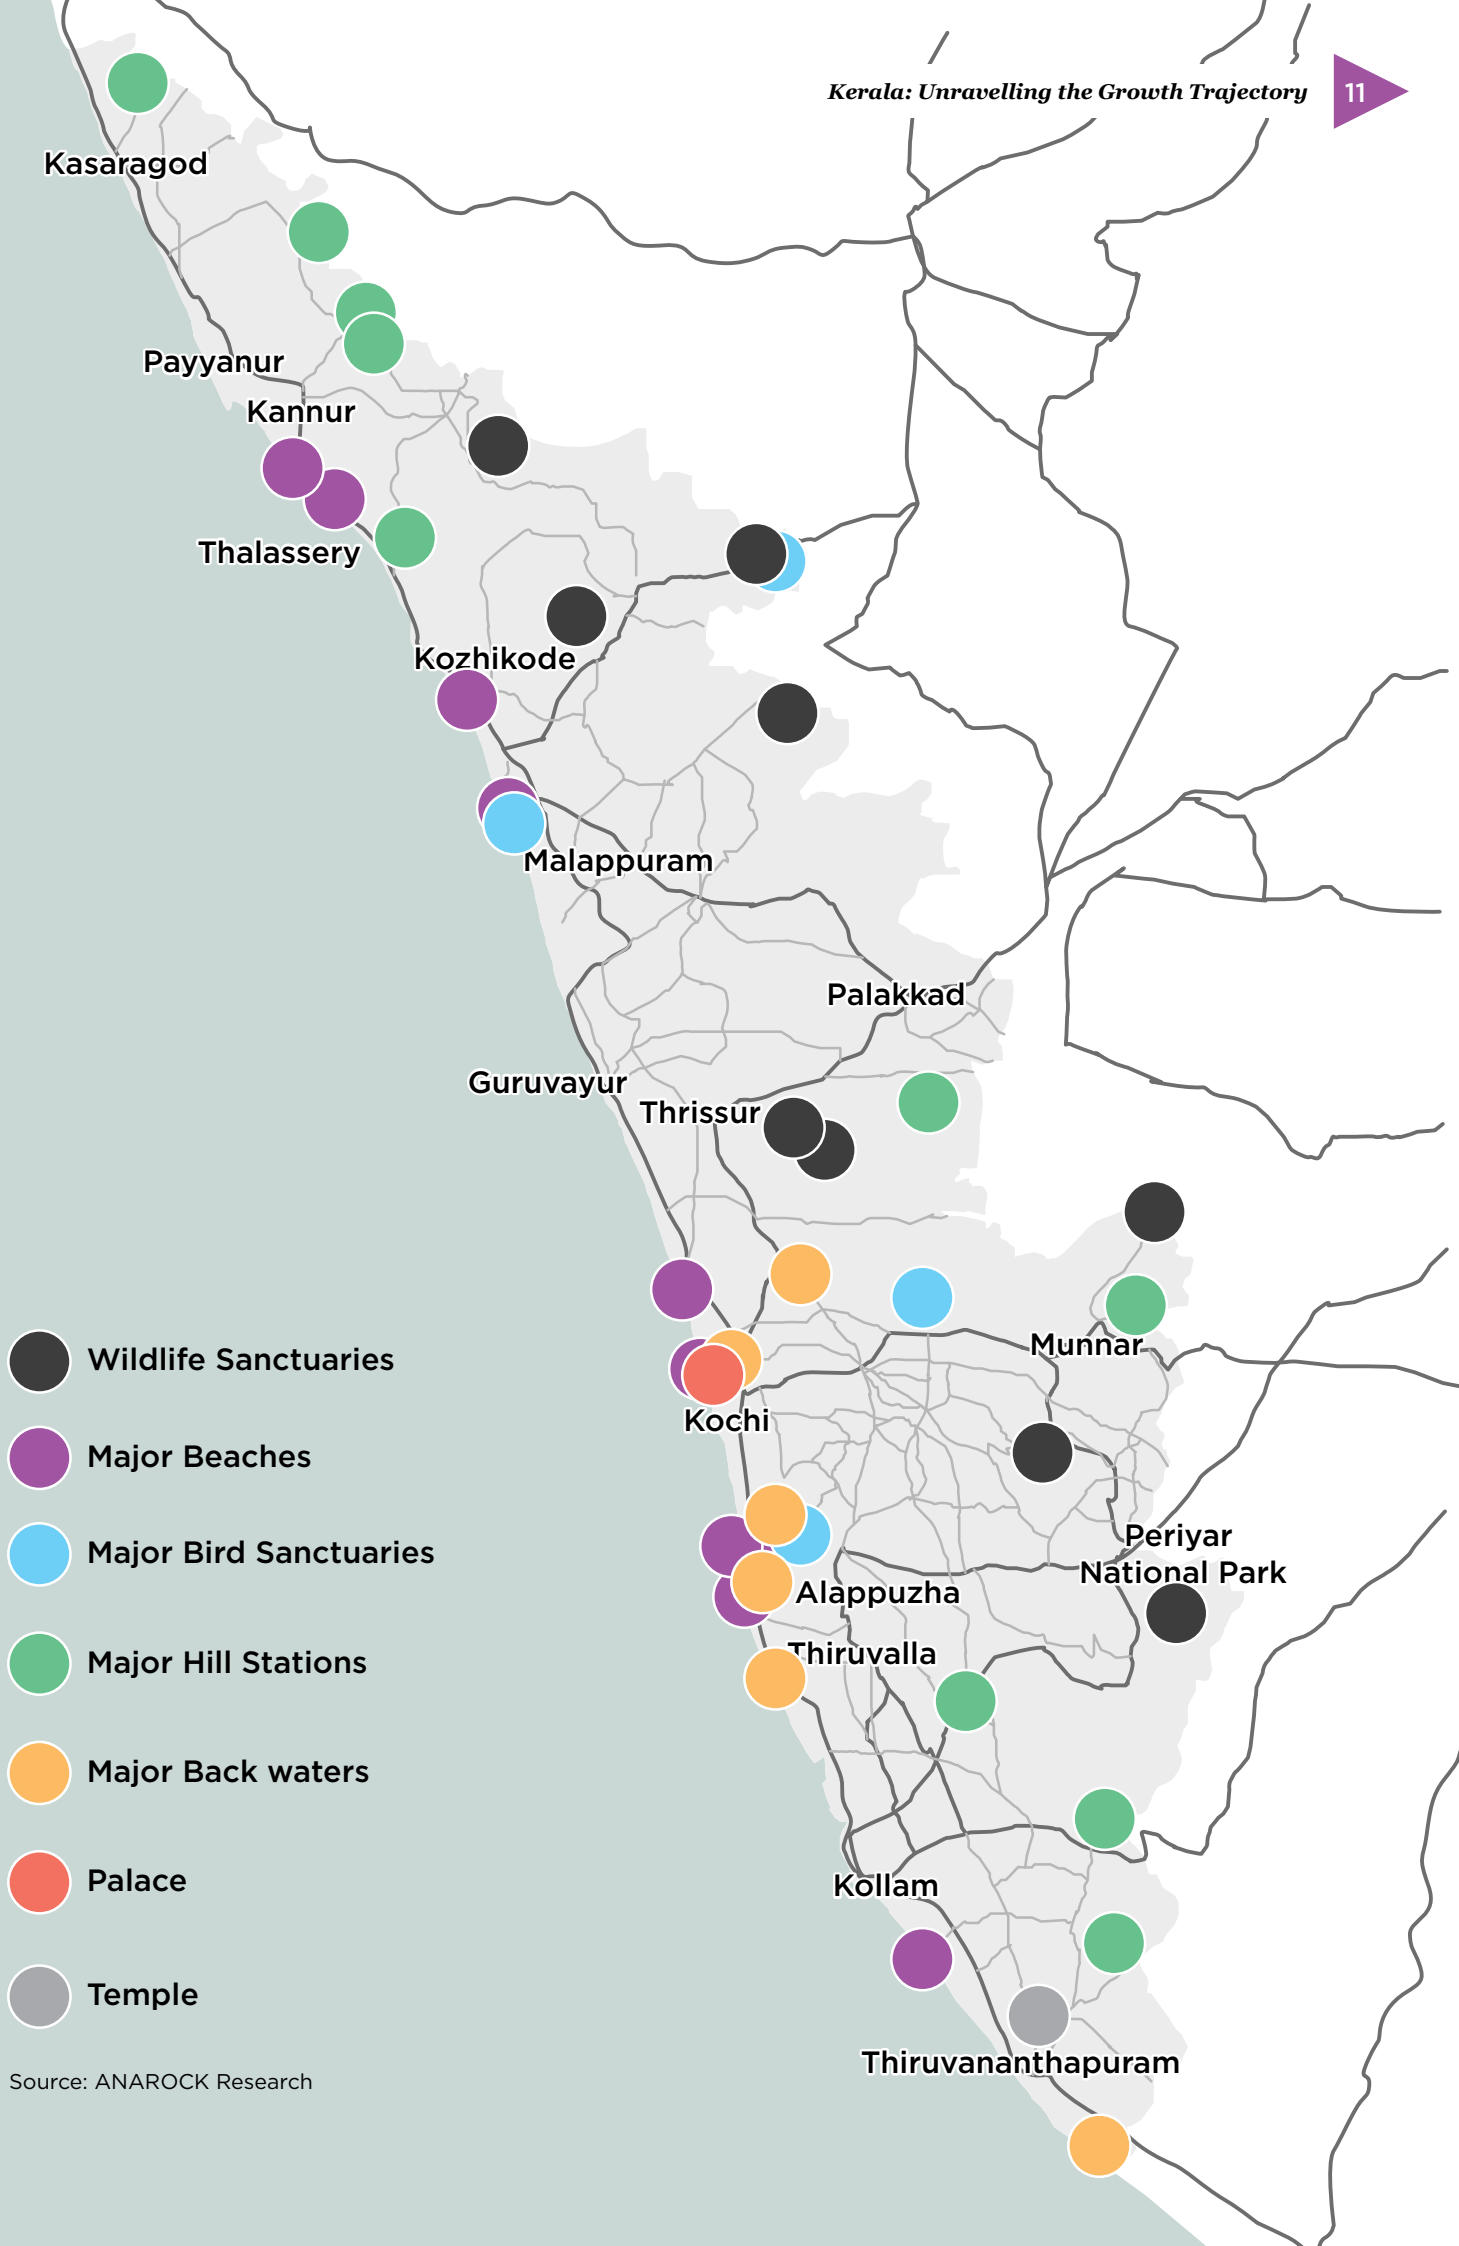 Kerala: Unravelling the Growth Trajectory
11
Kasaragod
Payyanur
Kannur
Thalassery
Kozhikode
Malappuram
Palakkad
Guruvayur
Thrissur
Munnar
Kochi
Periyar
National Park
Alappuzha
Thiruvalla
Kollam
Thiruvananthapuram
Wildlife Sanctuaries
Major Beaches
Major Bird Sanctuaries
Major Hill Stations
Major Back waters
Palace
Temple
Source: ANAROCK Research